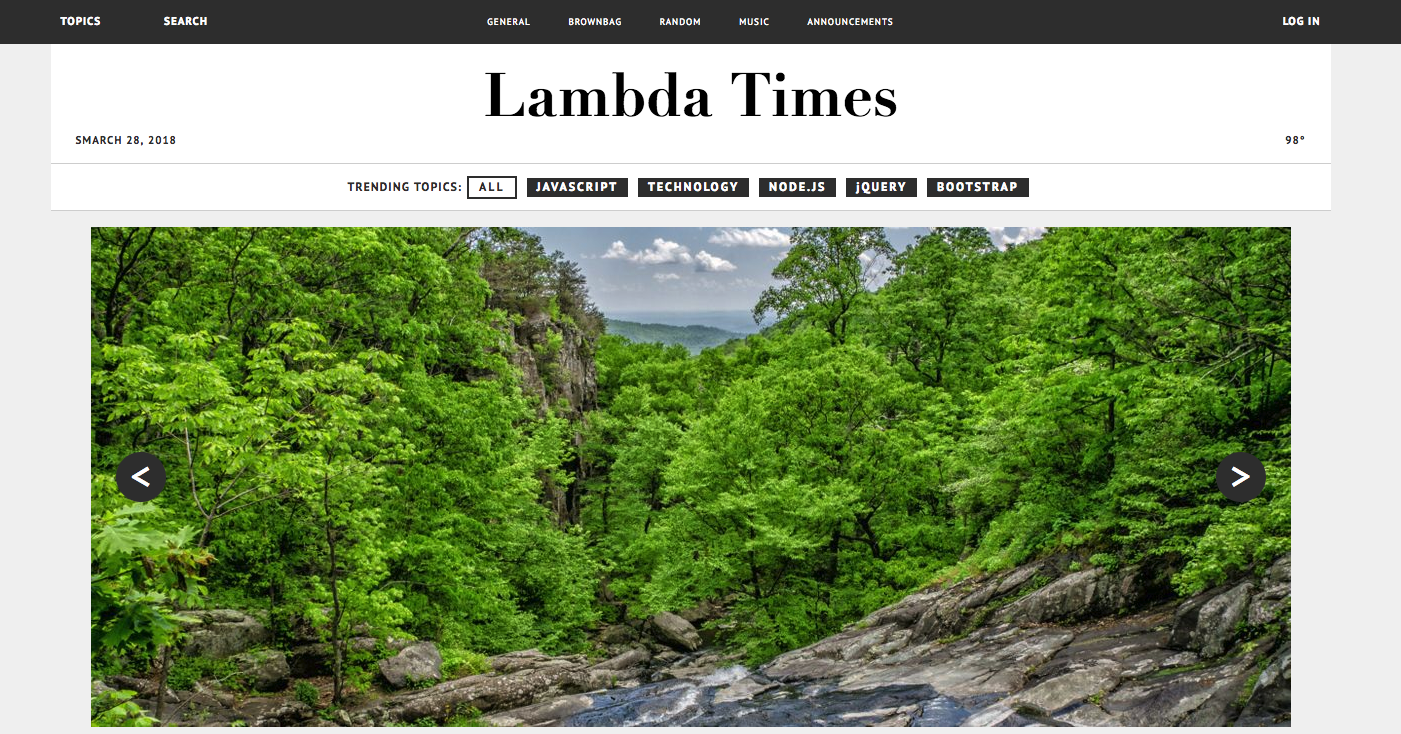 TOPICS SEARCH GENERAL BROWNBAG RANDOM MUSIC ANNOUNCEMENTS LOG IN
Lambda Times
SMARCH 28, 2018 98°
TRENDING TOPICS: ALL JAVASCRIPT TECHNOLOGY NODE.JS jQUERY BOOTSTRAP
< >